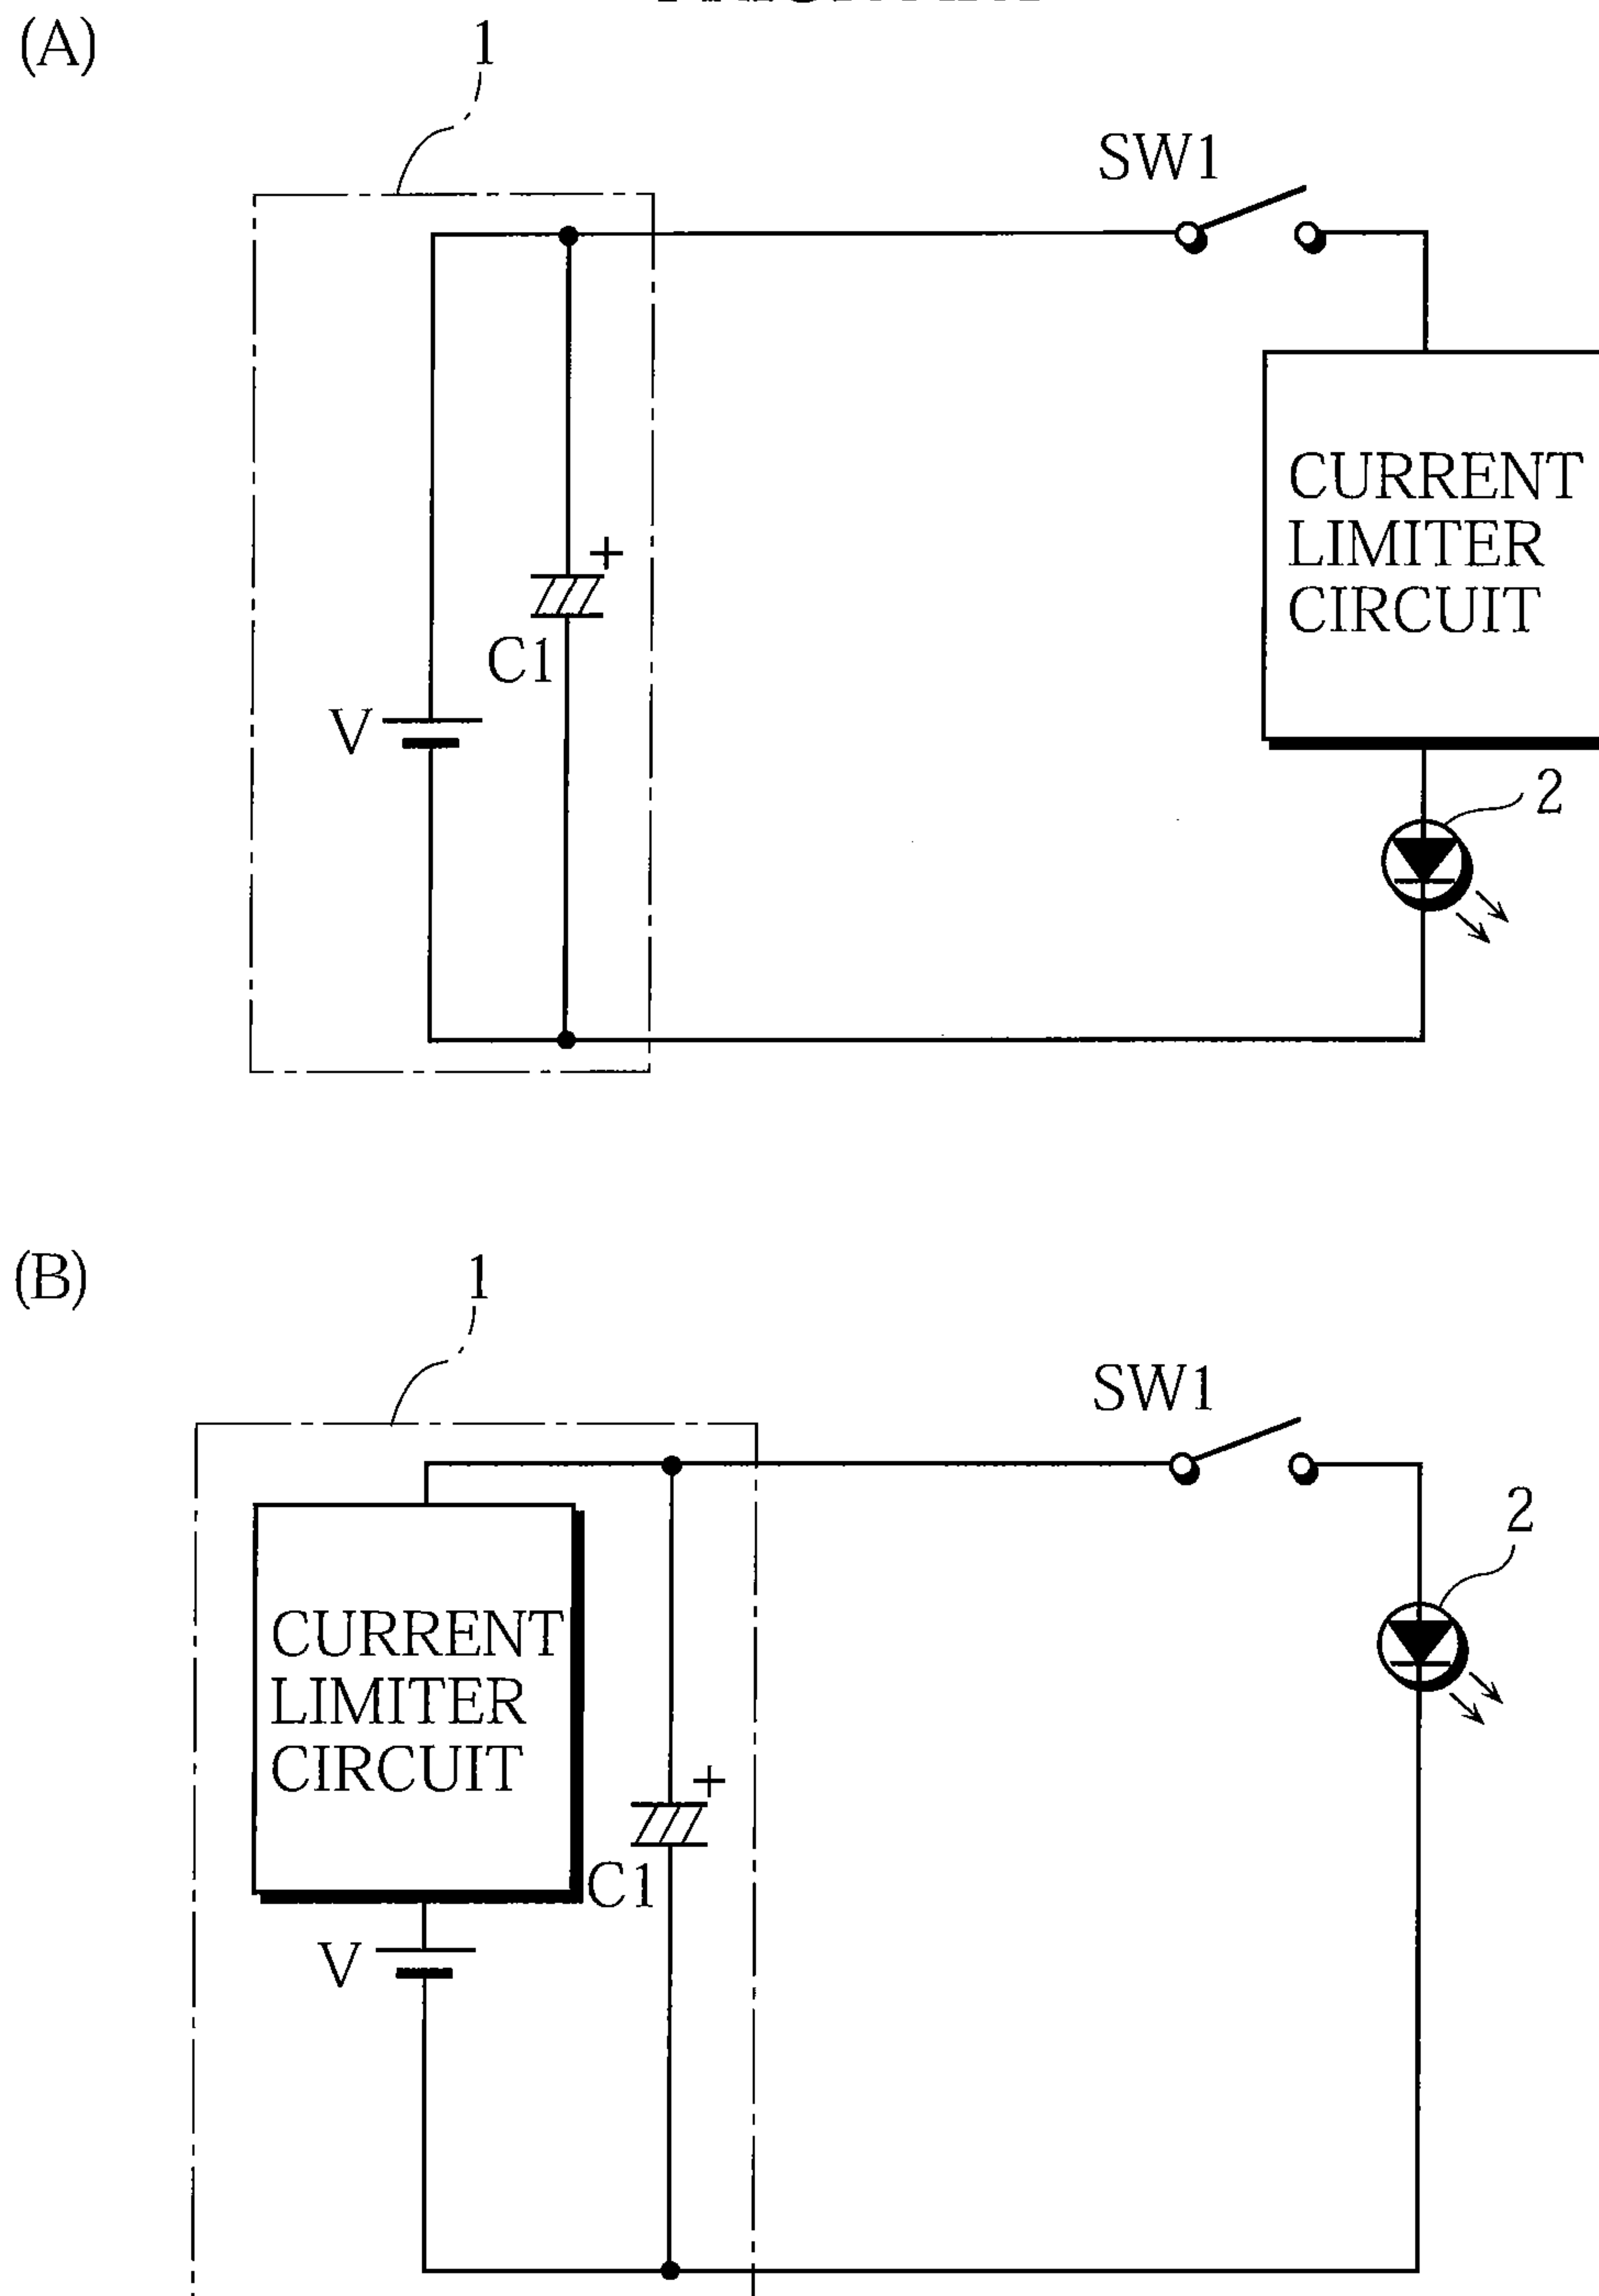 (A)
1
SW1
CURRENT
LIMITER
CIRCUIT
+
C1
V
2
(B)
1
SW1
2
CURRENT
LIMITER
CIRCUIT
+
C1
V